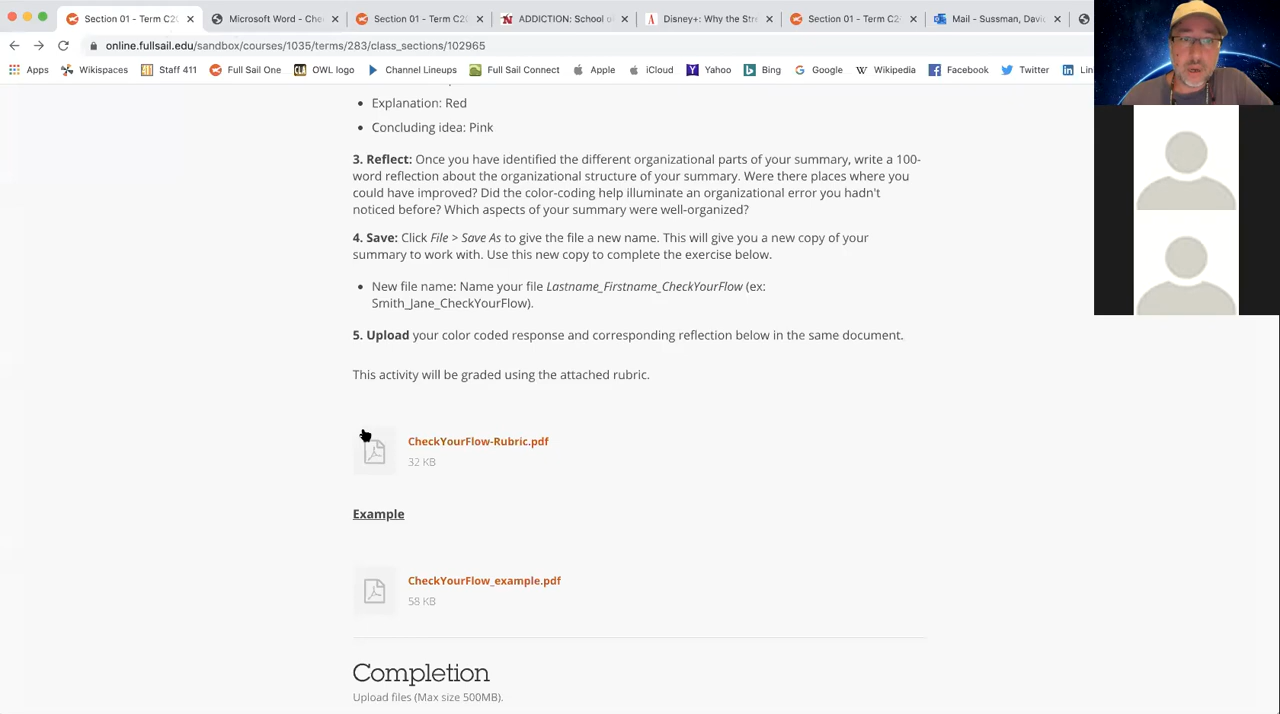 Section 01 - Term C2
Microsoft Word - Che
Section 01 - Term C2
ADDICTION: School o
Disney+: Why the Stre
Section 01 - Term C2
Mail - Sussman, David
online.fullsail.edu/sandbox/courses/1035/terms/283/class_sections/102965
Apps Wikispaces Staff 411 Full Sail One OWL logo Channel Lineups Full Sail Connect Apple iCloud Yahoo Bing Google Wikipedia Facebook Twitter Lin
• Explanation: Red
• Concluding idea: Pink
3. Reflect: Once you have identified the different organizational parts of your summary, write a 100-
word reflection about the organizational structure of your summary. Were there places where you
could have improved? Did the color-coding help illuminate an organizational error you hadn't
noticed before? Which aspects of your summary were well-organized?
4. Save: Click File > Save As to give the file a new name. This will give you a new copy of your
summary to work with. Use this new copy to complete the exercise below.
• New file name: Name your file Lastname_Firstname_CheckYourFlow (ex:
Smith_Jane_CheckYourFlow).
5. Upload your color coded response and corresponding reflection below in the same document.
This activity will be graded using the attached rubric.
CheckYourFlow-Rubric.pdf
32 KB
Example
CheckYourFlow_example.pdf
58 KB
Completion
Upload files (Max size 500MB).